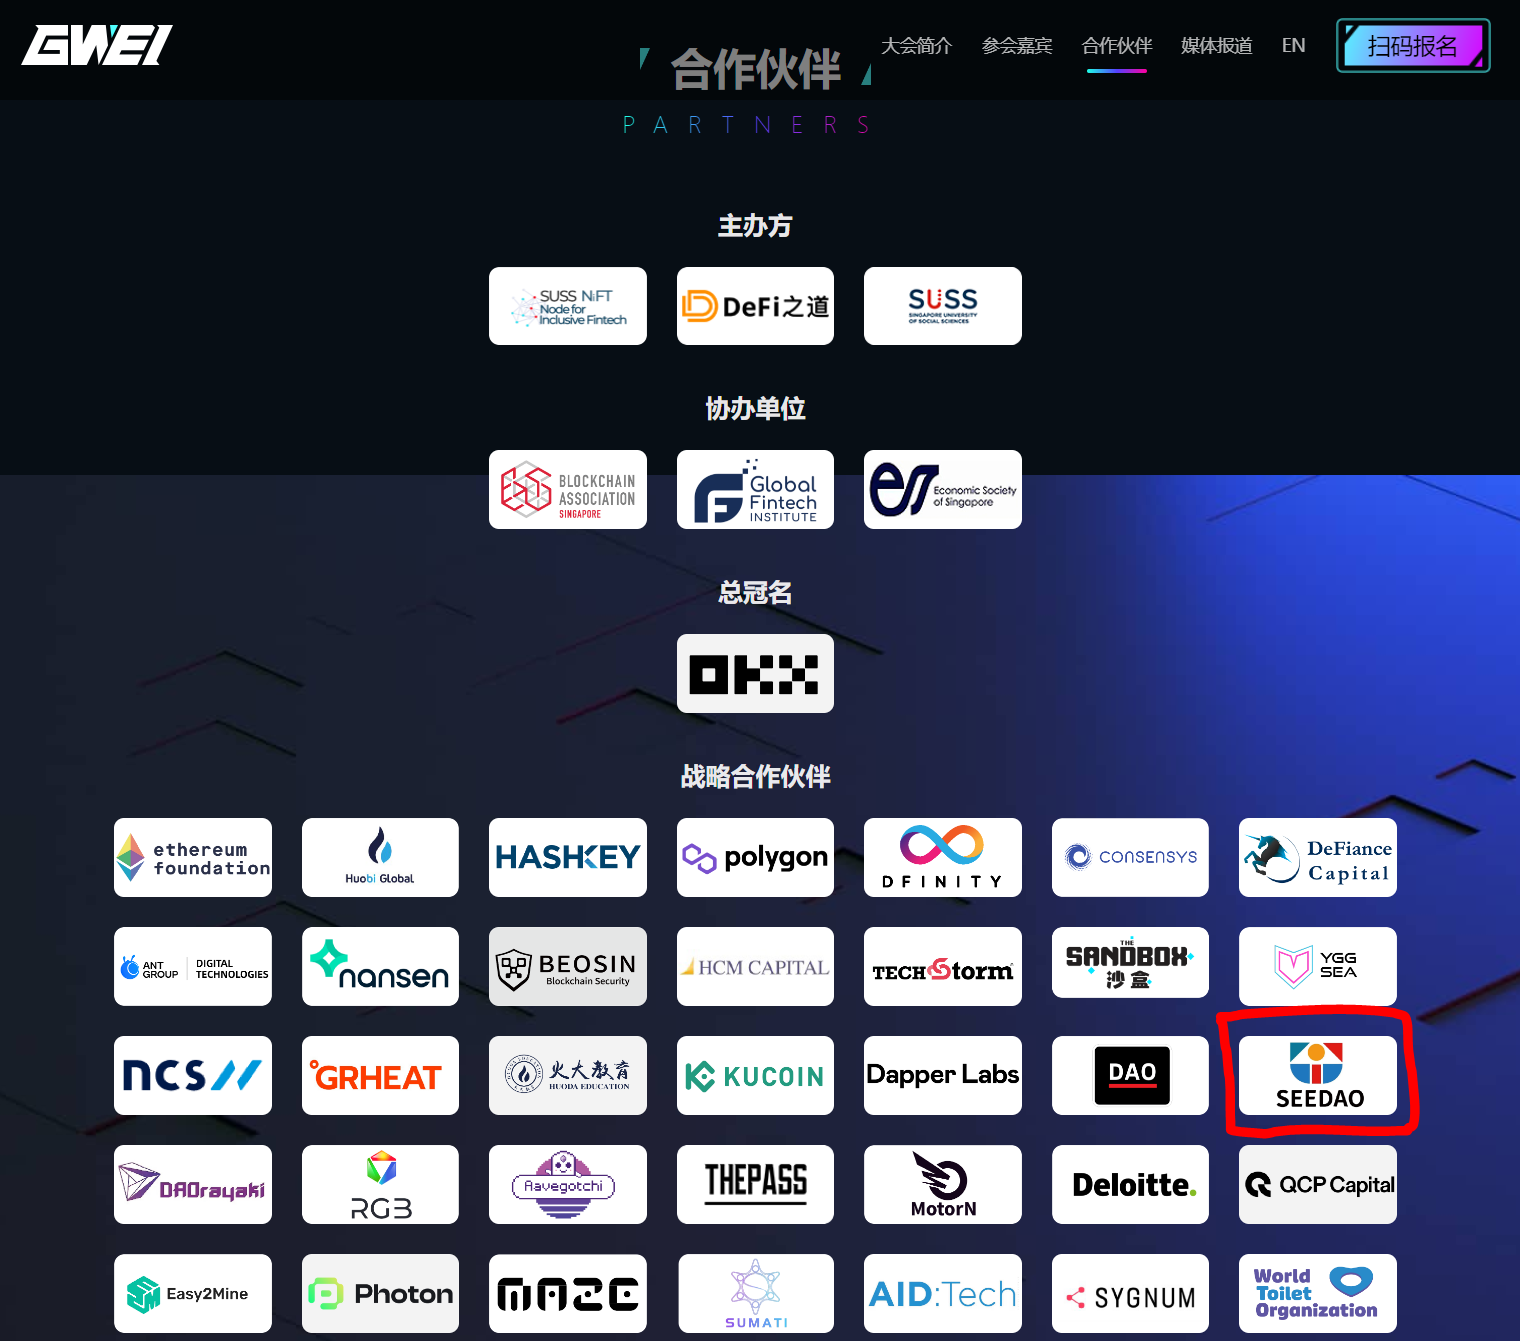 GWEI
大会简介 参会嘉宾 合作伙伴 媒体报道 EN 扫码报名
合作伙伴
PARTNERS
主办方
SUSS NiFT
Node for
Inclusive Fintech
DeFi之道
SUSS
SINGAPORE UNIVERSITY
OF SOCIAL SCIENCES
协办单位
BLOCKCHAIN
ASSOCIATION
SINGAPORE
Global
Fintech
INSTITUTE
Economic Society
of Singapore
总冠名
OKX
战略合作伙伴
ethereum
foundation
Huobi Global
HASHKEY
polygon
DFINITY
CONSENSYS
DeFiance
Capital
ANT
GROUP
DIGITAL
TECHNOLOGIES
nansen
BEOSIN
Blockchain Security
HCM CAPITAL
TECHStorm
THE
SANDBOX
沙盒
YGG
SEA
NCS
GRHEAT
火大教育
HUODA EDUCATION
KUCOIN
Dapper Labs
DAO
SEEDAO
DAOrayaki
RGB
Aavegotchi
THEPASS
MotorN
Deloitte.
QCP Capital
Easy2Mine
Photon
MAZE
SUMATI
AID:Tech
SYGNUM
World
Toilet
Organization